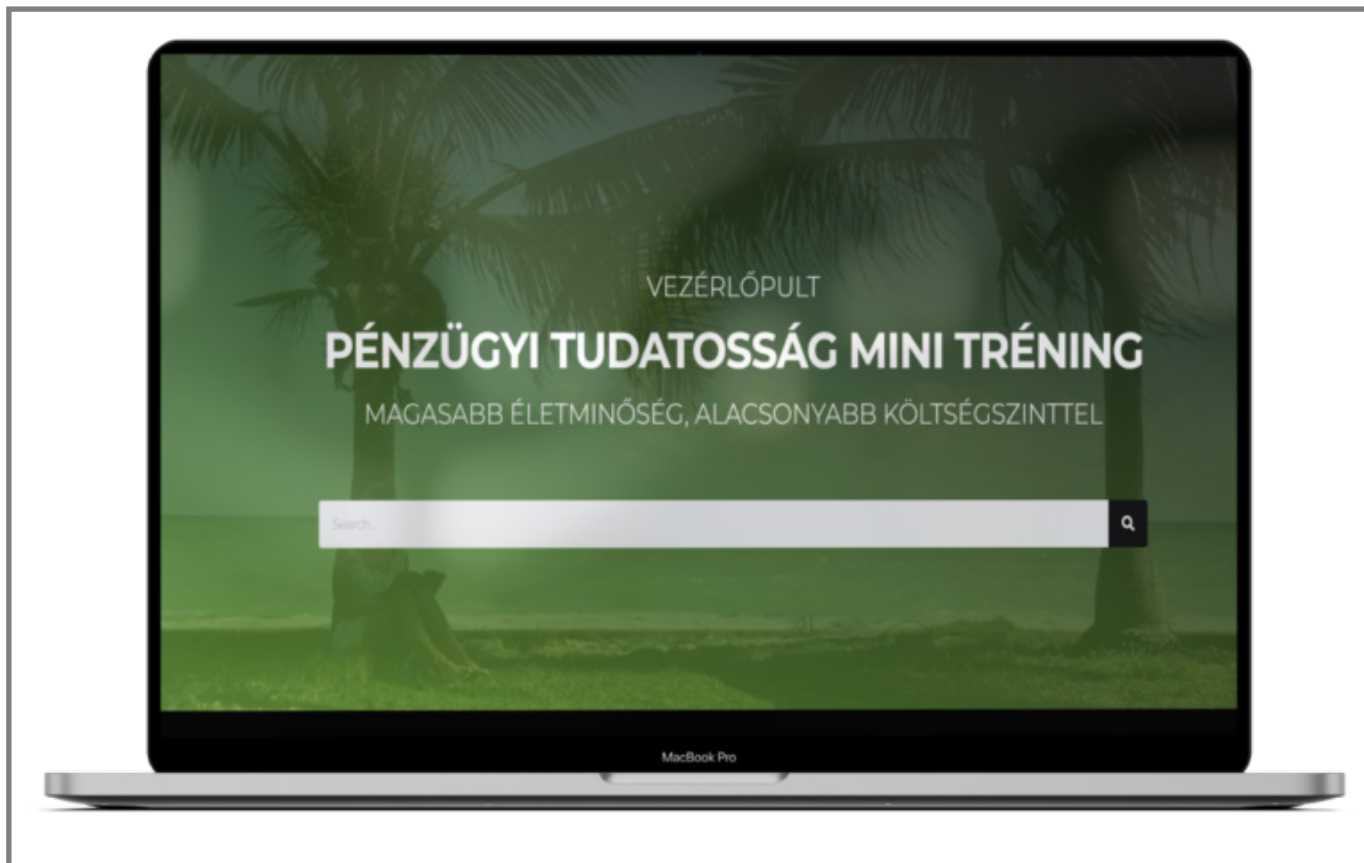 VEZÉRLŐPULT
PÉNZÜGYI TUDATOSSÁG MINI TRÉNING
MAGASABB ÉLETMINŐSÉG, ALACSONYABB KÖLTSÉGSZINTTEL
Search...
MacBook Pro